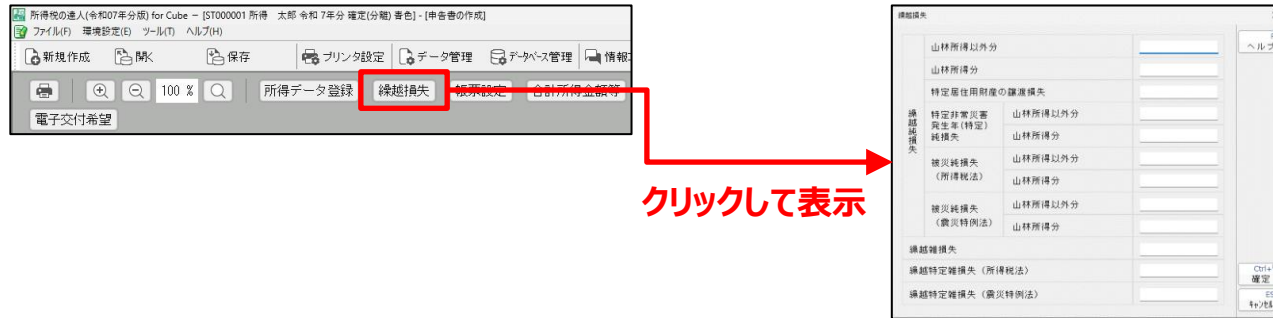 所得税の達人(令和07年分版) for Cube － [ST000001 所得　太郎 令和 7年分 確定(分離) 青色] - [申告書の作成]
ファイル(F)　環境設定(E)　ツール(T)　ヘルプ(H)
新規作成　開く　保存　プリンタ設定　データ管理　データベース管理　情報
100 %　所得データ登録　繰越損失　帳票設定　合計所得金額等
電子交付希望
クリックして表示
繰越損失
ヘルプ
繰越純損失
山林所得以外分
山林所得分
特定居住用財産の譲渡損失
特定非常災害
発生年(特定)
純損失
山林所得以外分
山林所得分
被災純損失
（所得税法）
山林所得以外分
山林所得分
被災純損失
（震災特例法）
山林所得以外分
山林所得分
繰越雑損失
繰越特定雑損失（所得税法）
繰越特定雑損失（震災特例法）
Ctrl+
確定
ES
キャンセル